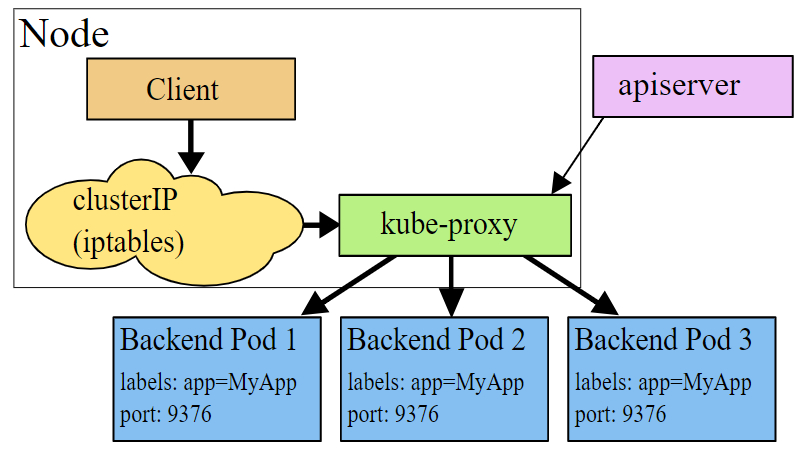 Node
Client
apiserver
clusterIP
(iptables)
kube-proxy
Backend Pod 1
labels: app=MyApp
port: 9376
Backend Pod 2
labels: app=MyApp
port: 9376
Backend Pod 3
labels: app=MyApp
port: 9376